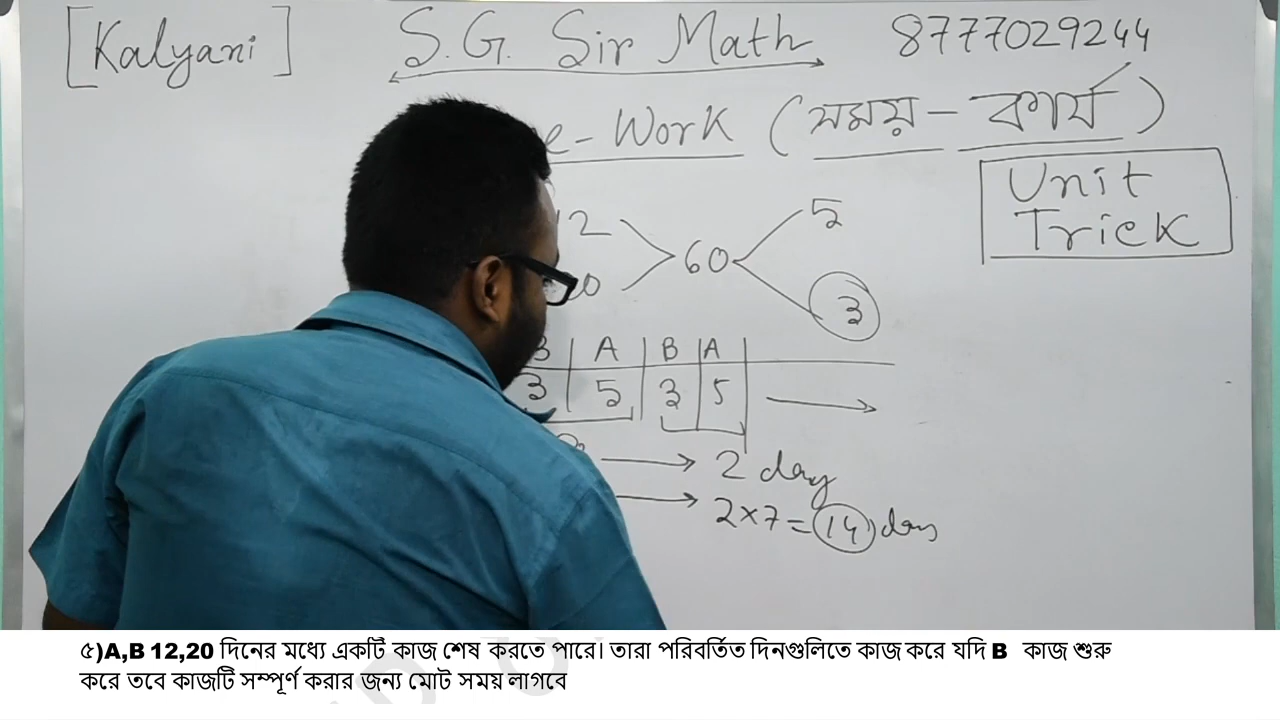 [Kalyani] S.G. Sir Math 8777029244
e-Work (সময়-কার্য)
Unit
Trick
12 60 5
0 3
B A B A
3 5 3 5
2 day
2×7=14 day
৫)A,B 12,20 দিনের মধ্যে একটি কাজ শেষ করতে পারে। তারা পরিবর্তিত দিনগুলিতে কাজ করে যদি B কাজ শুরু
করে তবে কাজটি সম্পূর্ণ করার জন্য মোট সময় লাগবে